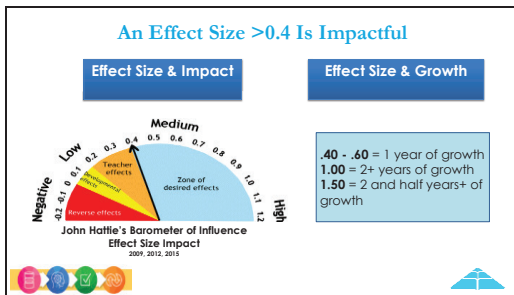 An Effect Size >0.4 Is Impactful
Effect Size & Impact
Effect Size & Growth
Negative
Low
Medium
High
-0.2
-0.1
0
0.1
0.2
0.3
0.4
0.5
0.6
0.7
0.8
0.9
1.0
1.1
1.2
Reverse effects
Developmental
effects
Teacher
effects
Zone of
desired effects
John Hattie's Barometer of Influence
Effect Size Impact
2009, 2012, 2015
.40 - .60 = 1 year of growth
1.00 = 2+ years of growth
1.50 = 2 and half years+ of
growth